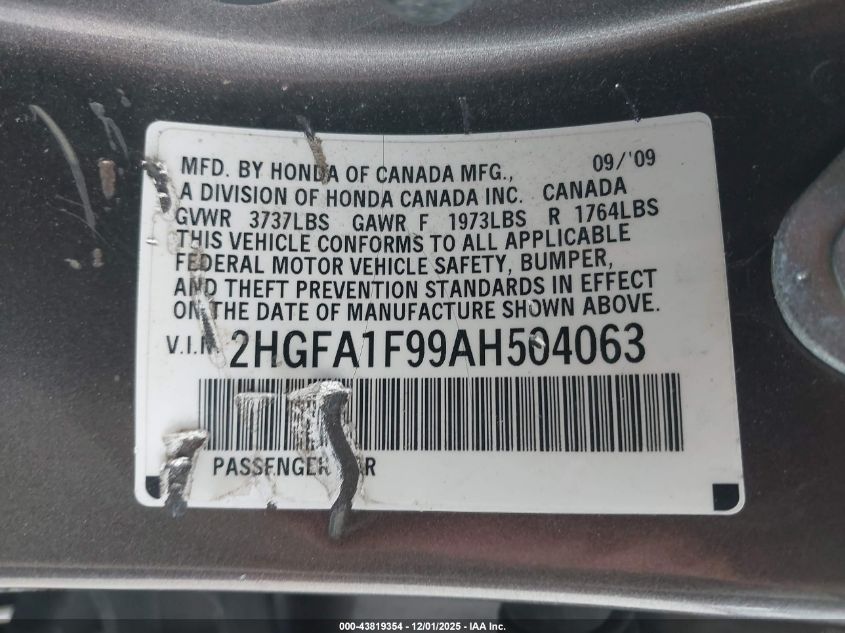 MFD. BY HONDA OF CANADA MFG., 09/'09
A DIVISION OF HONDA CANADA INC. CANADA
GVWR 3737LBS GAWR F 1973LBS R 1764LBS
THIS VEHICLE CONFORMS TO ALL APPLICABLE
FEDERAL MOTOR VEHICLE SAFETY, BUMPER,
AND THEFT PREVENTION STANDARDS IN EFFECT
ON THE DATE OF MANUFACTURE SHOWN ABOVE.
V.I.N 2HGFA1F99AH504063
PASSENGER
000-43819354 - 12/01/2025 - IAA Inc.